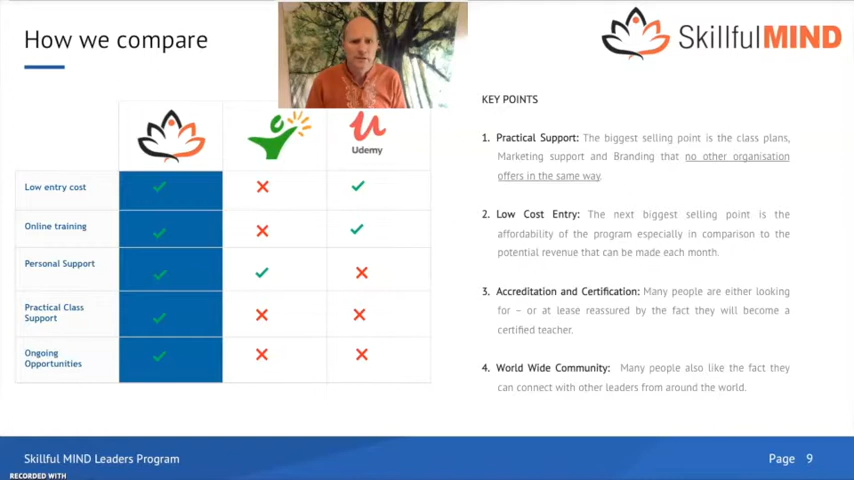 How we compare
SkillfulMIND
Udemy
Low entry cost
Online training
Personal Support
Practical Class
Support
Ongoing
Opportunities
KEY POINTS
1. Practical Support: The biggest selling point is the class plans,
Marketing support and Branding that no other organisation
offers in the same way.
2. Low Cost Entry: The next biggest selling point is the
affordability of the program especially in comparison to the
potential revenue that can be made each month.
3. Accreditation and Certification: Many people are either looking
for – or at lease reassured by the fact they will become a
certified teacher.
4. World Wide Community: Many people also like the fact they
can connect with other leaders from around the world.
Skillful MIND Leaders Program
Page 9
RECORDED WITH